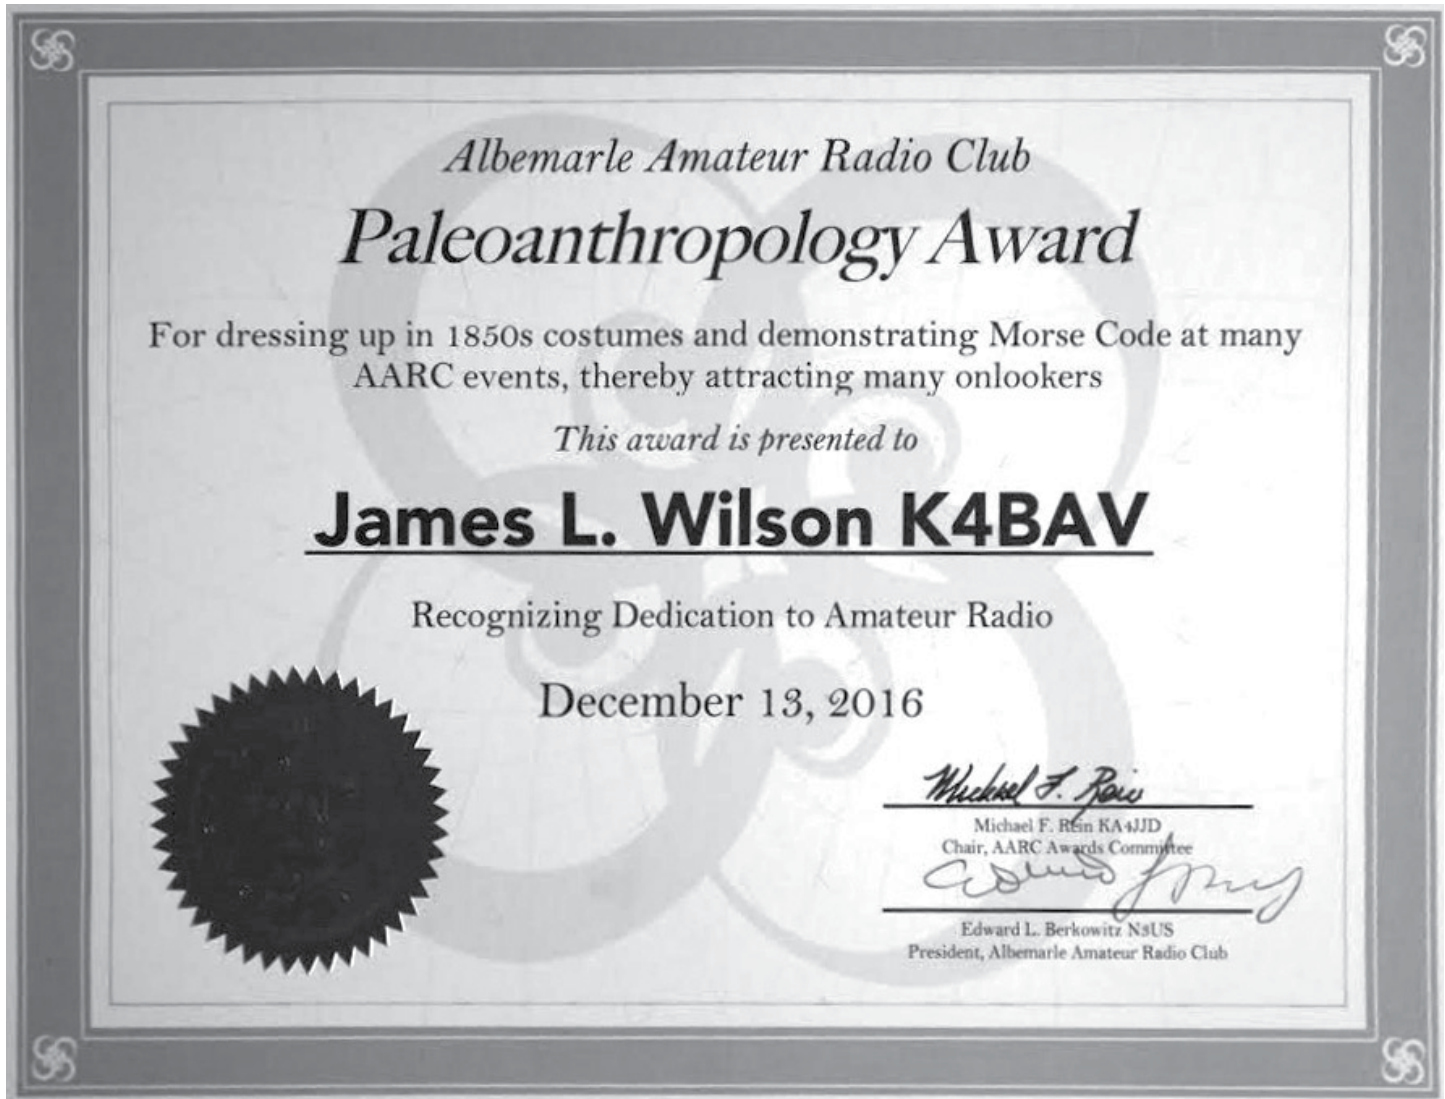 Albemarle Amateur Radio Club
Paleoanthropology Award
For dressing up in 1850s costumes and demonstrating Morse Code at many
AARC events, thereby attracting many onlookers
This award is presented to
James L. Wilson K4BAV
Recognizing Dedication to Amateur Radio
December 13, 2016
Michael F. Rein
Michael F. Rein KA4JJD
Chair, AARC Awards Committee
Edward L. Berkowitz N3US
President, Albemarle Amateur Radio Club